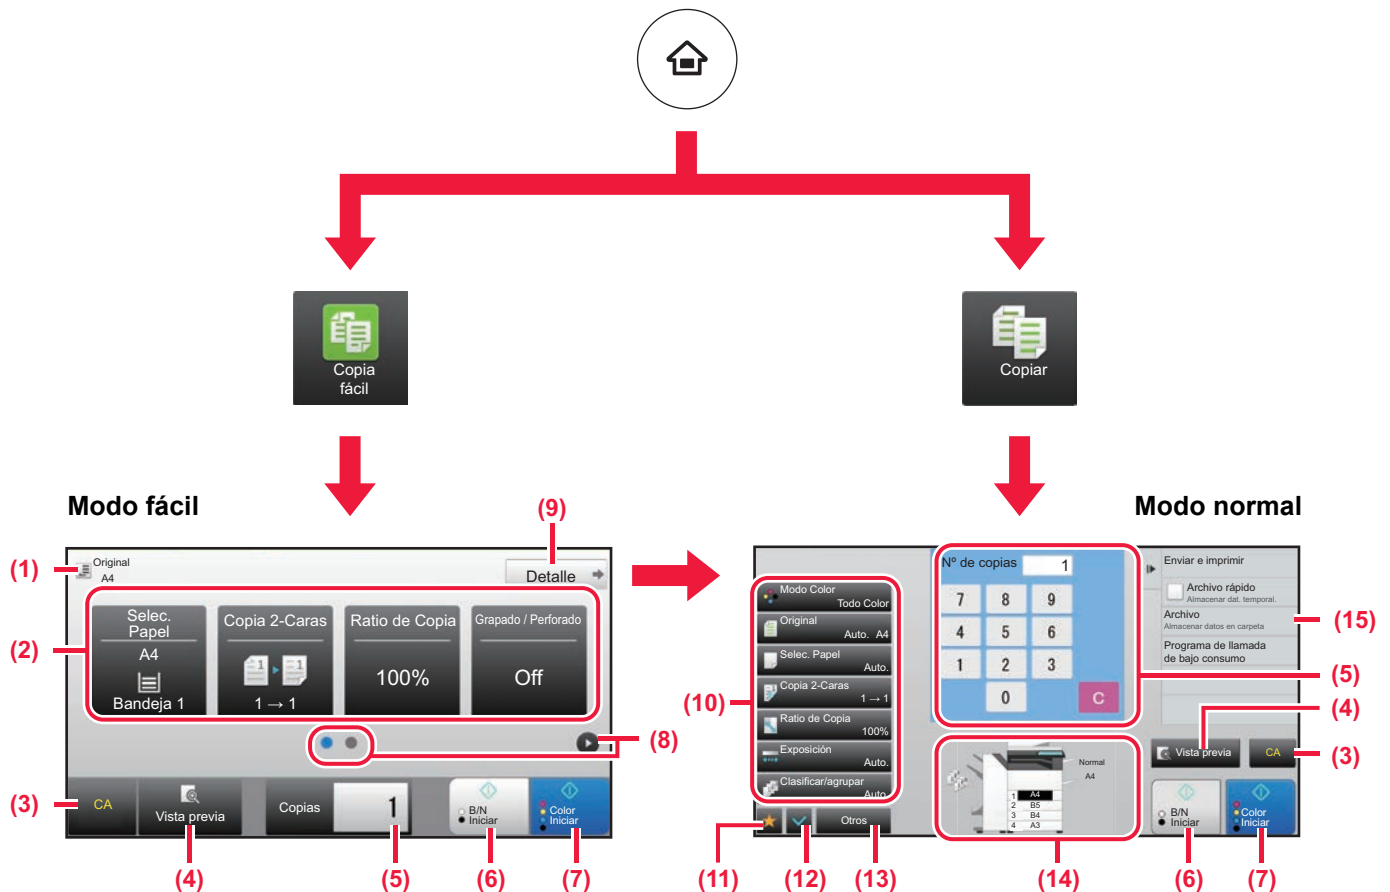 Copia
fácil
Copiar
Modo fácil
(9)
Modo normal
(1)
Original
A4
Detalle
(2)
Selec.
Papel
A4
Bandeja 1
Copia 2-Caras
1 1
1 → 1
Ratio de Copia
100%
Grapado / Perforado
Off
(8)
(3)
CA
Vista previa
Copias
1
B/N
Iniciar
Color
Iniciar
(4)
(5)
(6)
(7)
(10)
Modo Color
Todo Color
Original
Auto. A4
Selec. Papel
Auto.
Copia 2-Caras
1 → 1
Ratio de Copia
100%
Exposición
Auto.
Clasificar/agrupar
Auto.
Otros
(11)
(12)
(13)
Nº de copias
1
7 8 9
4 5 6
1 2 3
0 C
Normal
A4
1 A4
2 B5
3 B4
4 A3
(14)
Enviar e imprimir
Archivo rápido
Almacenar dat. temporal.
Archivo
Almacenar datos en carpeta
Programa de llamada
de bajo consumo
(15)
(5)
(4)
Vista previa
CA
(3)
B/N
Iniciar
Color
Iniciar
(6)
(7)